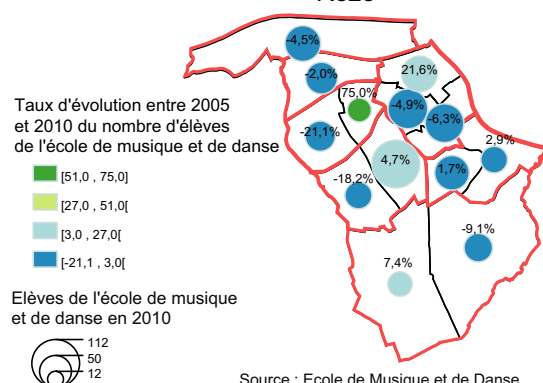 -4,5%
-2,0%
21,6%
75,0%
-4,9%
-6,3%
-21,1%
4,7%
2,9%
1,7%
-18,2%
-9,1%
7,4%
Taux d'évolution entre 2005
et 2010 du nombre d'élèves
de l'école de musique et de danse
[51,0 , 75,0]
[27,0 , 51,0[
[3,0 , 27,0[
[-21,1 , 3,0[
Elèves de l'école de musique
et de danse en 2010
112
50
12
Source : Ecole de Musique et de Danse